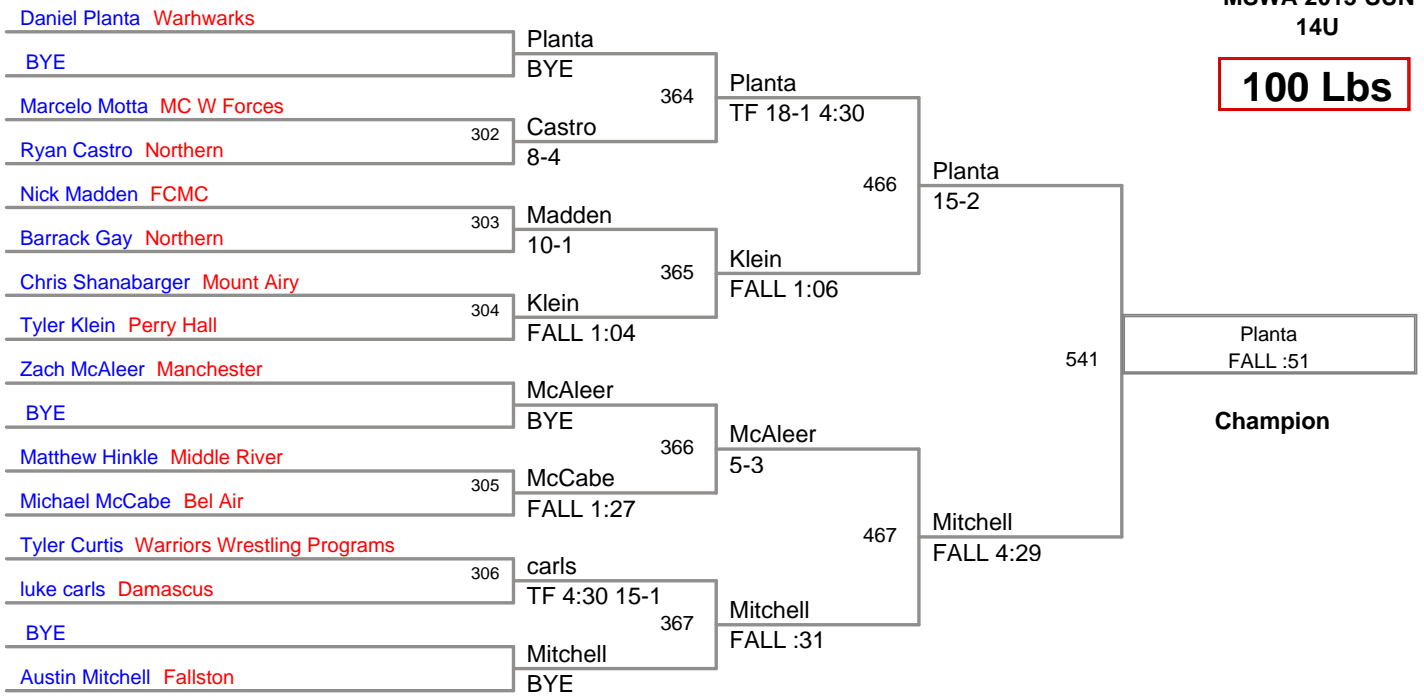 14U
100 Lbs
Daniel Planta Warhwarks
BYE
Marcelo Motta MC W Forces
Ryan Castro Northern
Nick Madden FCMC
Barrack Gay Northern
Chris Shanabarger Mount Airy
Tyler Klein Perry Hall
Zach McAleer Manchester
BYE
Matthew Hinkle Middle River
Michael McCabe Bel Air
Tyler Curtis Warriors Wrestling Programs
luke carls Damascus
BYE
Austin Mitchell Fallston
302
303
304
305
306
Planta
BYE
Castro
8-4
Madden
10-1
Klein
FALL 1:04
McAleer
BYE
McCabe
FALL 1:27
carls
TF 4:30 15-1
Mitchell
BYE
364
365
366
367
Planta
TF 18-1 4:30
Klein
FALL 1:06
McAleer
5-3
Mitchell
FALL :31
466
467
Planta
15-2
Mitchell
FALL 4:29
541
Planta
FALL :51
Champion